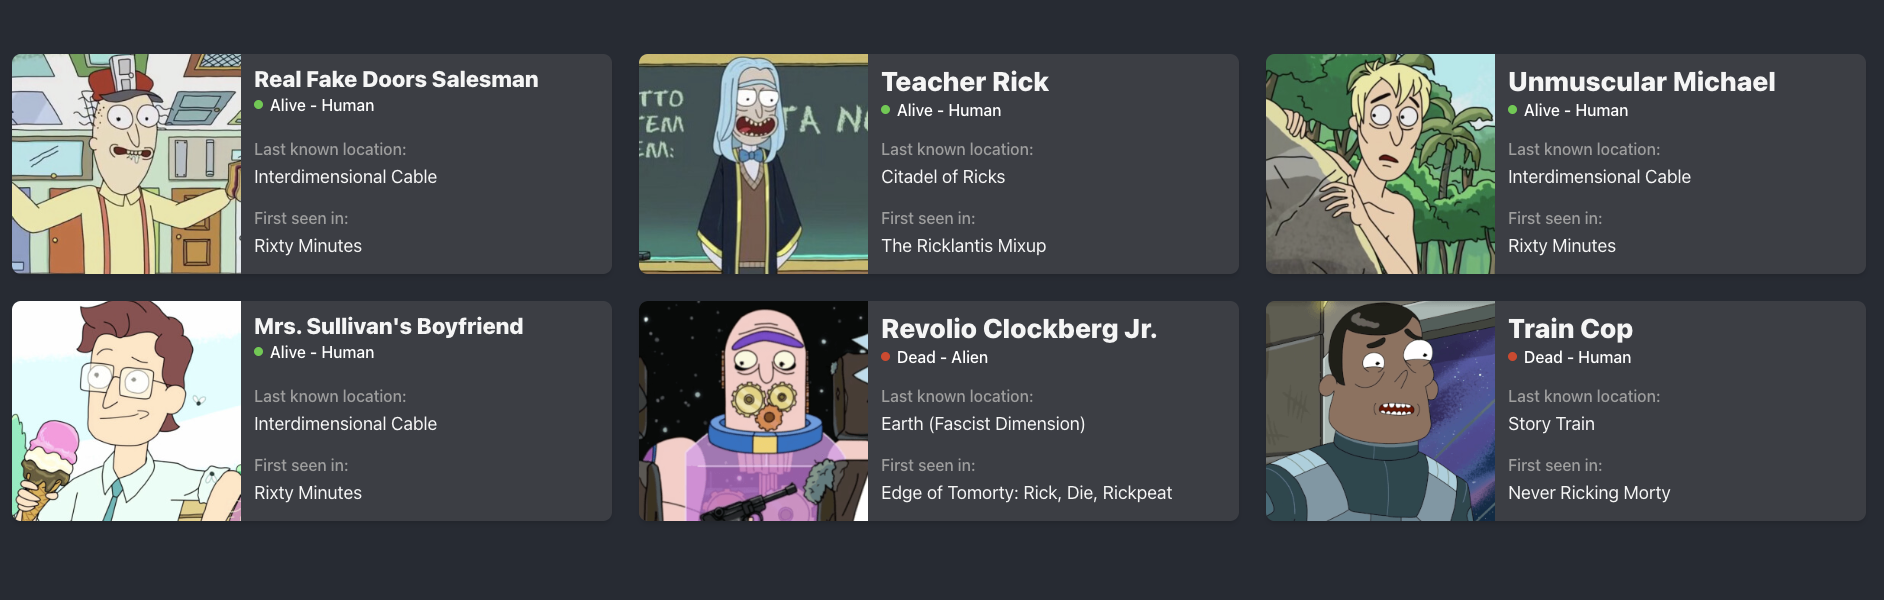 Real Fake Doors Salesman
Alive - Human
Last known location:
Interdimensional Cable
First seen in:
Rixty Minutes
TTO
TEM
EM:
TA NO
Teacher Rick
Alive - Human
Last known location:
Citadel of Ricks
First seen in:
The Ricklantis Mixup
Unmuscular Michael
Alive - Human
Last known location:
Interdimensional Cable
First seen in:
Rixty Minutes
Mrs. Sullivan's Boyfriend
Alive - Human
Last known location:
Interdimensional Cable
First seen in:
Rixty Minutes
Revolio Clockberg Jr.
Dead - Alien
Last known location:
Earth (Fascist Dimension)
First seen in:
Edge of Tomorty: Rick, Die, Rickpeat
Train Cop
Dead - Human
Last known location:
Story Train
First seen in:
Never Ricking Morty